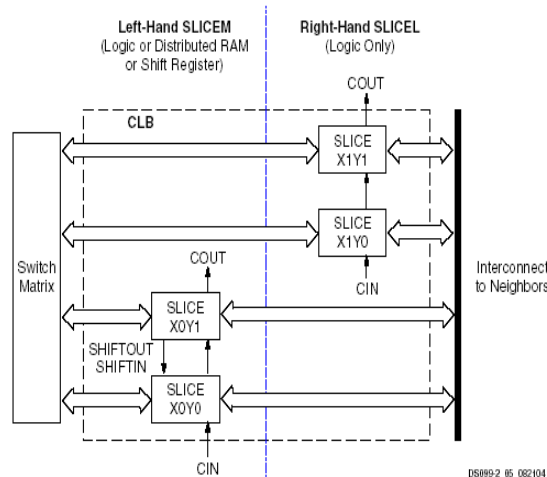 Left-Hand SLICEM
(Logic or Distributed RAM
or Shift Register)
Right-Hand SLICEL
(Logic Only)
COUT
CLB
SLICE
X1Y1
SLICE
X1Y0
COUT
CIN
Switch
Matrix
Interconnect
to Neighbors
SLICE
X0Y1
SHIFTOUT
SHIFTIN
SLICE
X0Y0
CIN
DS099-2_05_082104